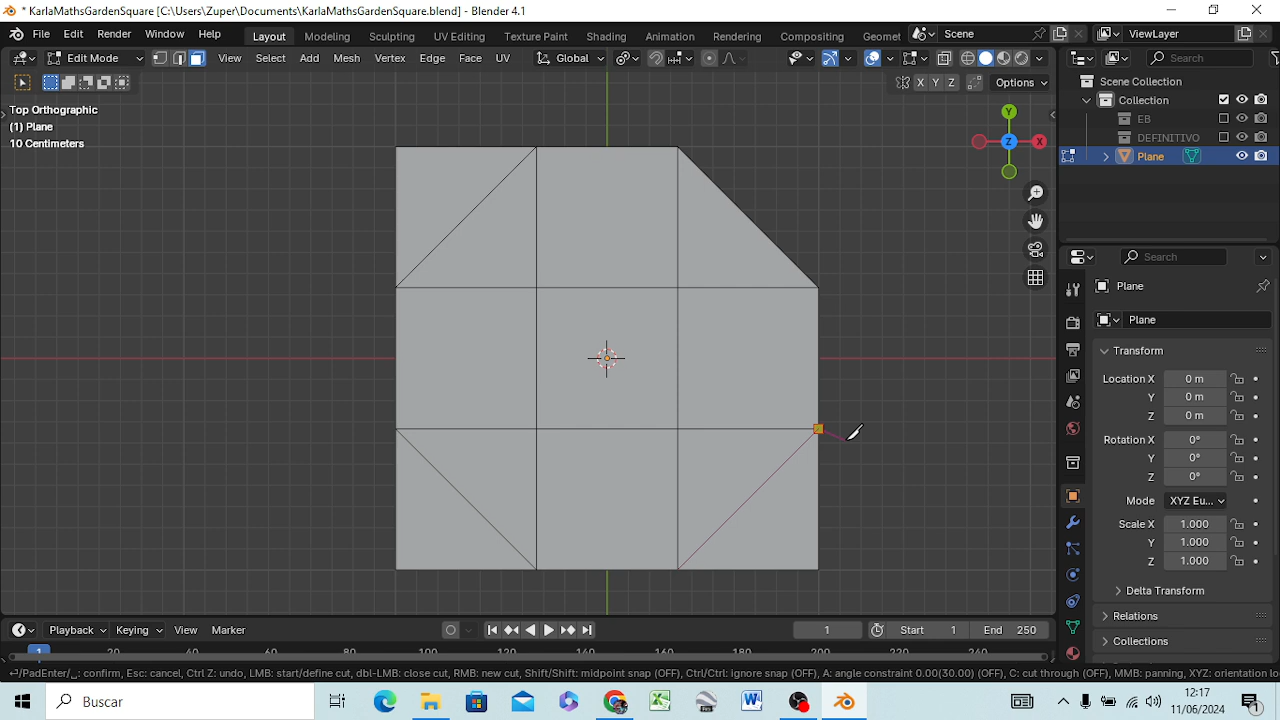 * KarlaMathsGardenSquare [C:\Users\Zuper\Documents\KarlaMathsGardenSquare.blend] - Blender 4.1
File Edit Render Window Help Layout Modeling Sculpting UV Editing Texture Paint Shading Animation Rendering Compositing Geomet Scene ViewLayer
Edit Mode View Select Add Mesh Vertex Edge Face UV Global Search
X Y Z Options Scene Collection
Top Orthographic
(1) Plane
10 Centimeters
Y
X
Z
Collection
EB
DEFINITIVO
Plane
Search
Plane
Plane
Transform
Location X 0 m
Y 0 m
Z 0 m
Rotation X 0°
Y 0°
Z 0°
Mode XYZ Eu...
Scale X 1.000
Y 1.000
Z 1.000
Delta Transform
Relations
Collections
Playback Keying View Marker 1 Start 1 End 250
1 20 40 60 80 100 120 140 160 180 200 220 240
/PadEnter/␣: confirm, Esc: cancel, Ctrl Z: undo, LMB: start/define cut, dbl-LMB: close cut, RMB: new cut, Shift/Shift: midpoint snap (OFF), Ctrl/Ctrl: ignore snap (OFF), A: angle constraint 0.00(30.00) (OFF), C: cut through (OFF), MMB: panning, XYZ: orientation lo
Buscar
12:17
11/06/2024
1